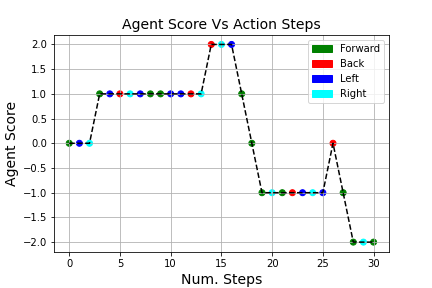 Agent Score Vs Action Steps
2.0
1.5
1.0
0.5
0.0
−0.5
−1.0
−1.5
−2.0
Agent Score
Forward
Back
Left
Right
0 5 10 15 20 25 30
Num. Steps